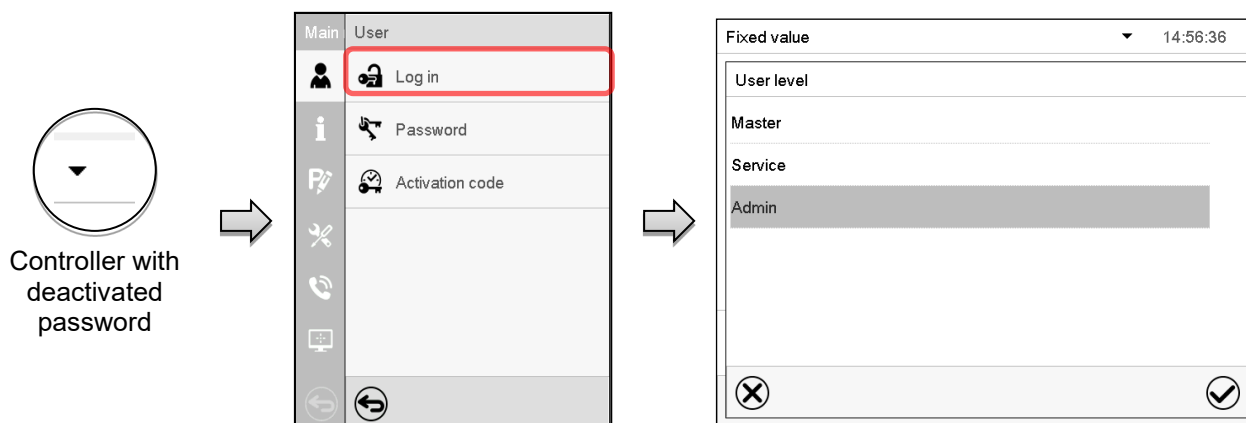 Controller with
deactivated
password
Main
User
Log in
Password
Activation code
Fixed value
14:56:36
User level
Master
Service
Admin